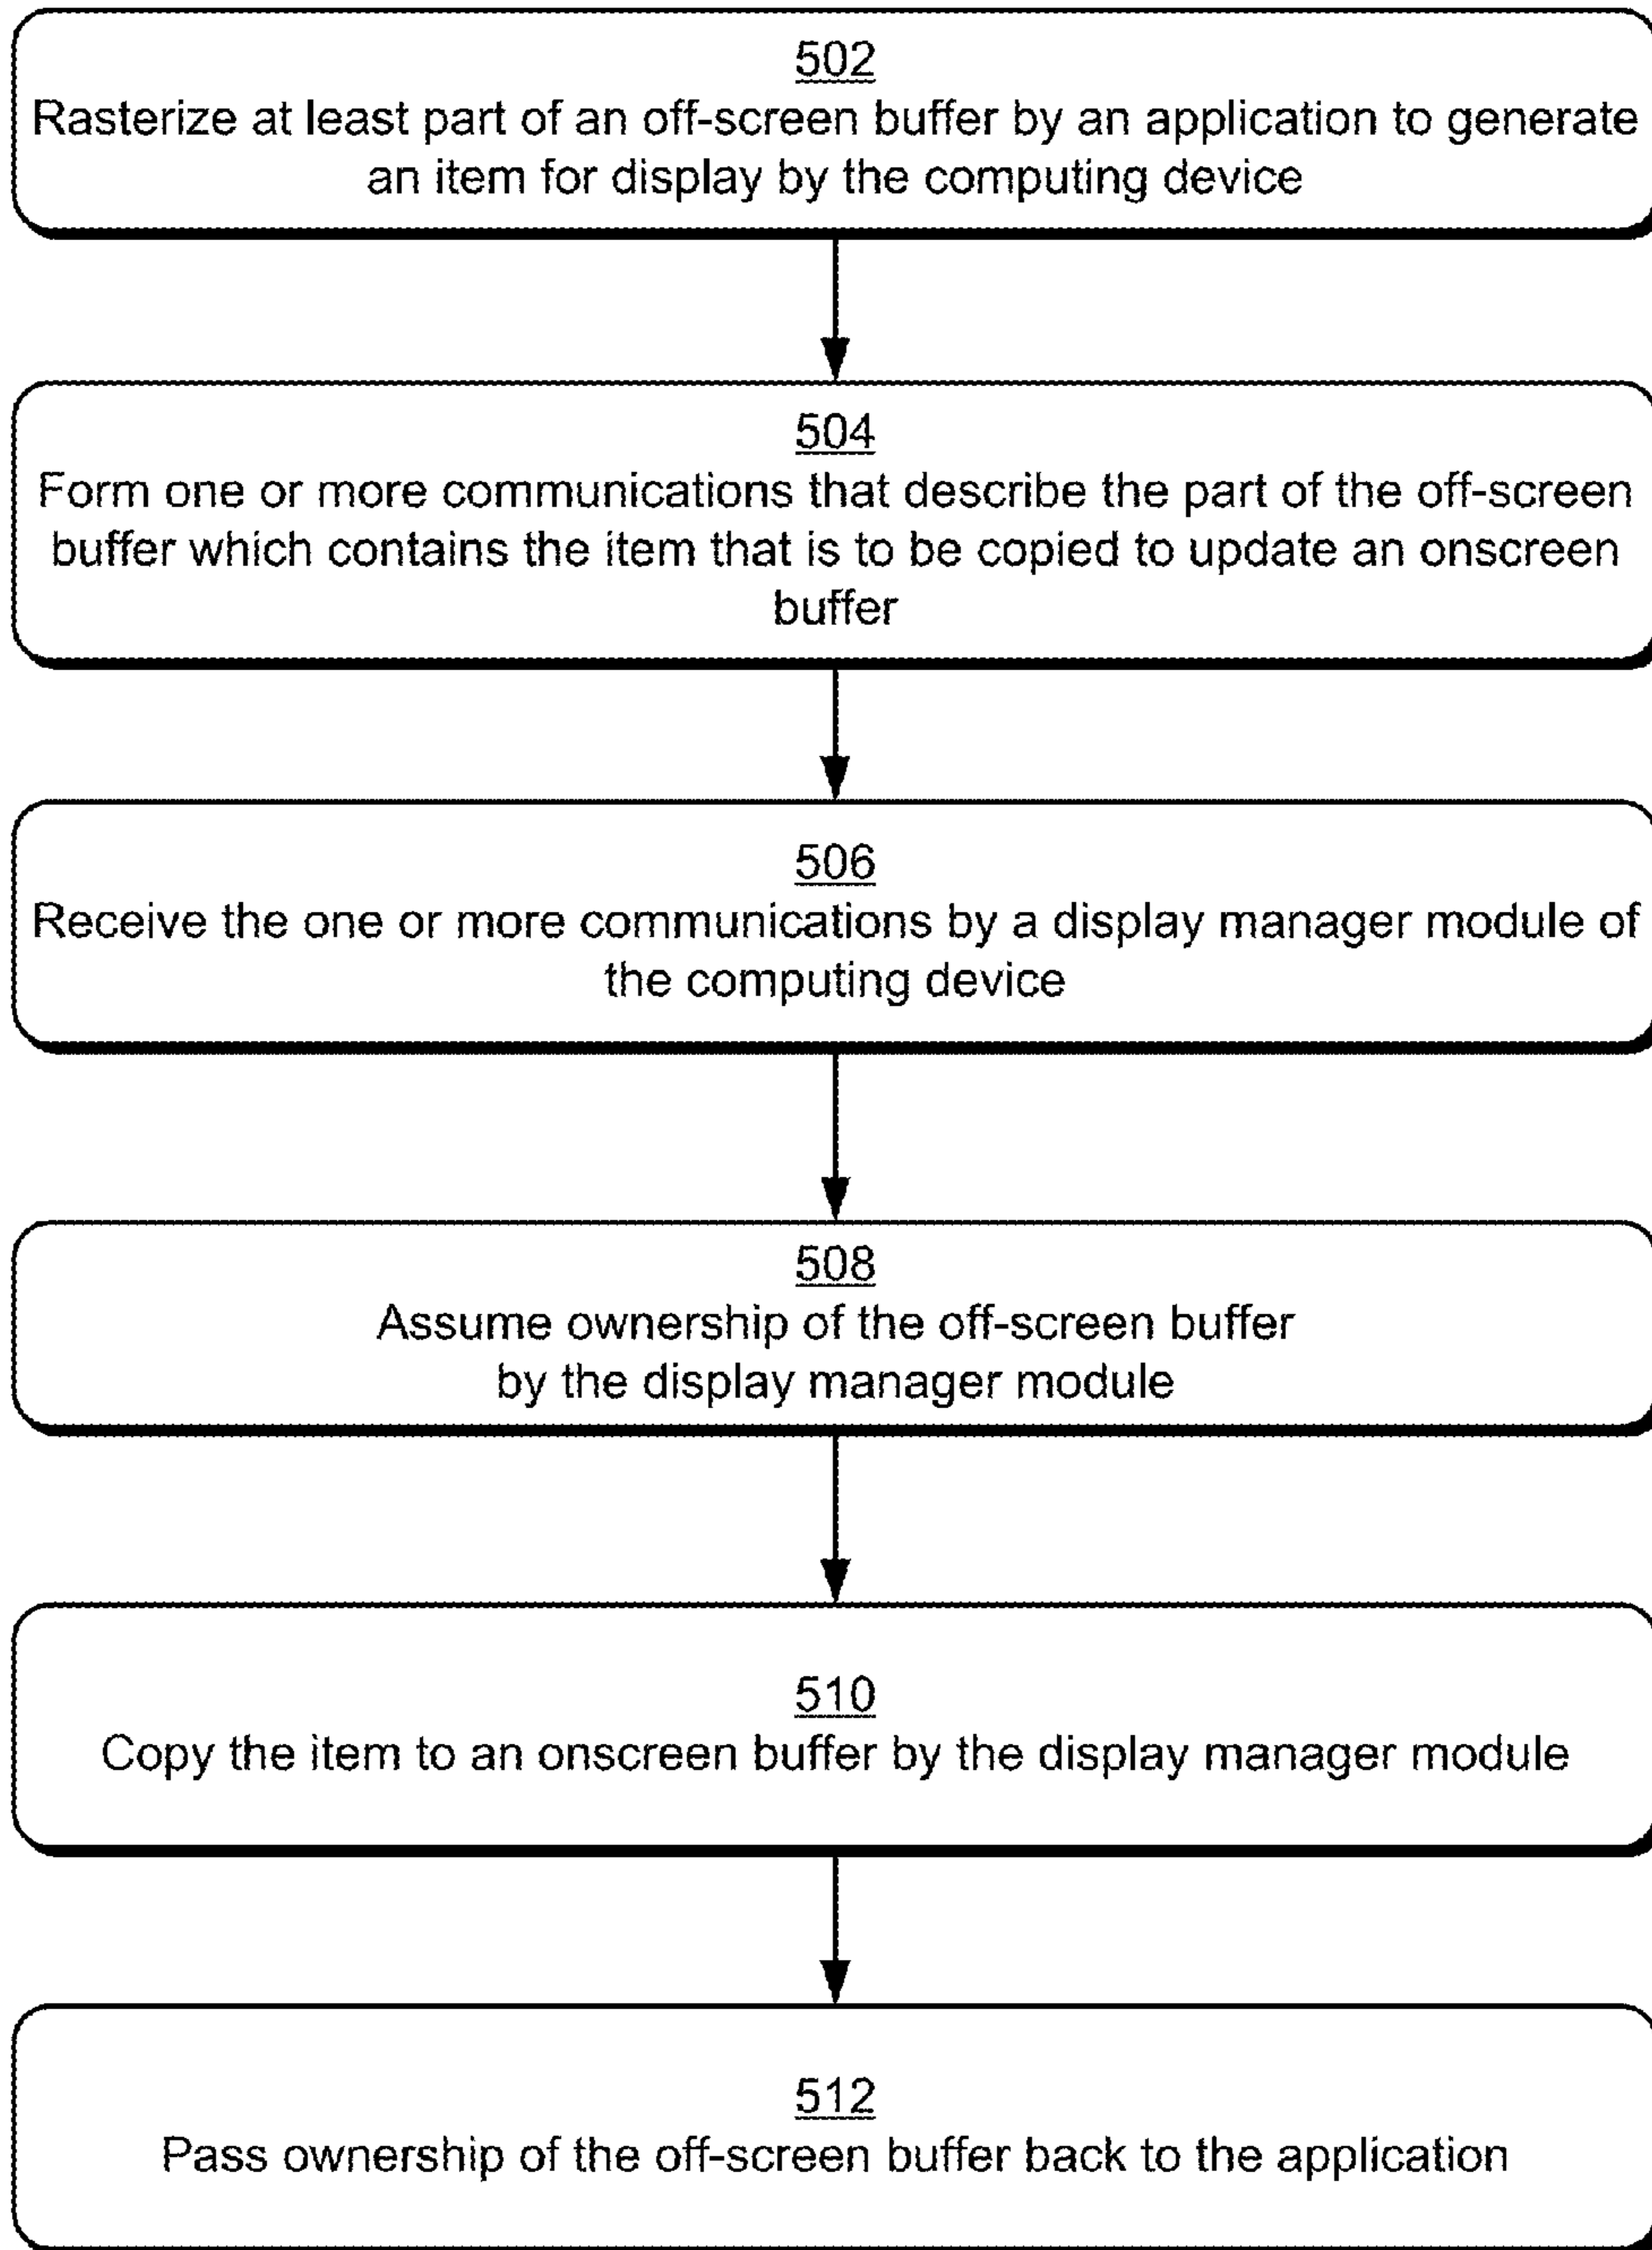 502
Rasterize at least part of an off-screen buffer by an application to generate
an item for display by the computing device
504
Form one or more communications that describe the part of the off-screen
buffer which contains the item that is to be copied to update an onscreen
buffer
506
Receive the one or more communications by a display manager module of
the computing device
508
Assume ownership of the off-screen buffer
by the display manager module
510
Copy the item to an onscreen buffer by the display manager module
512
Pass ownership of the off-screen buffer back to the application